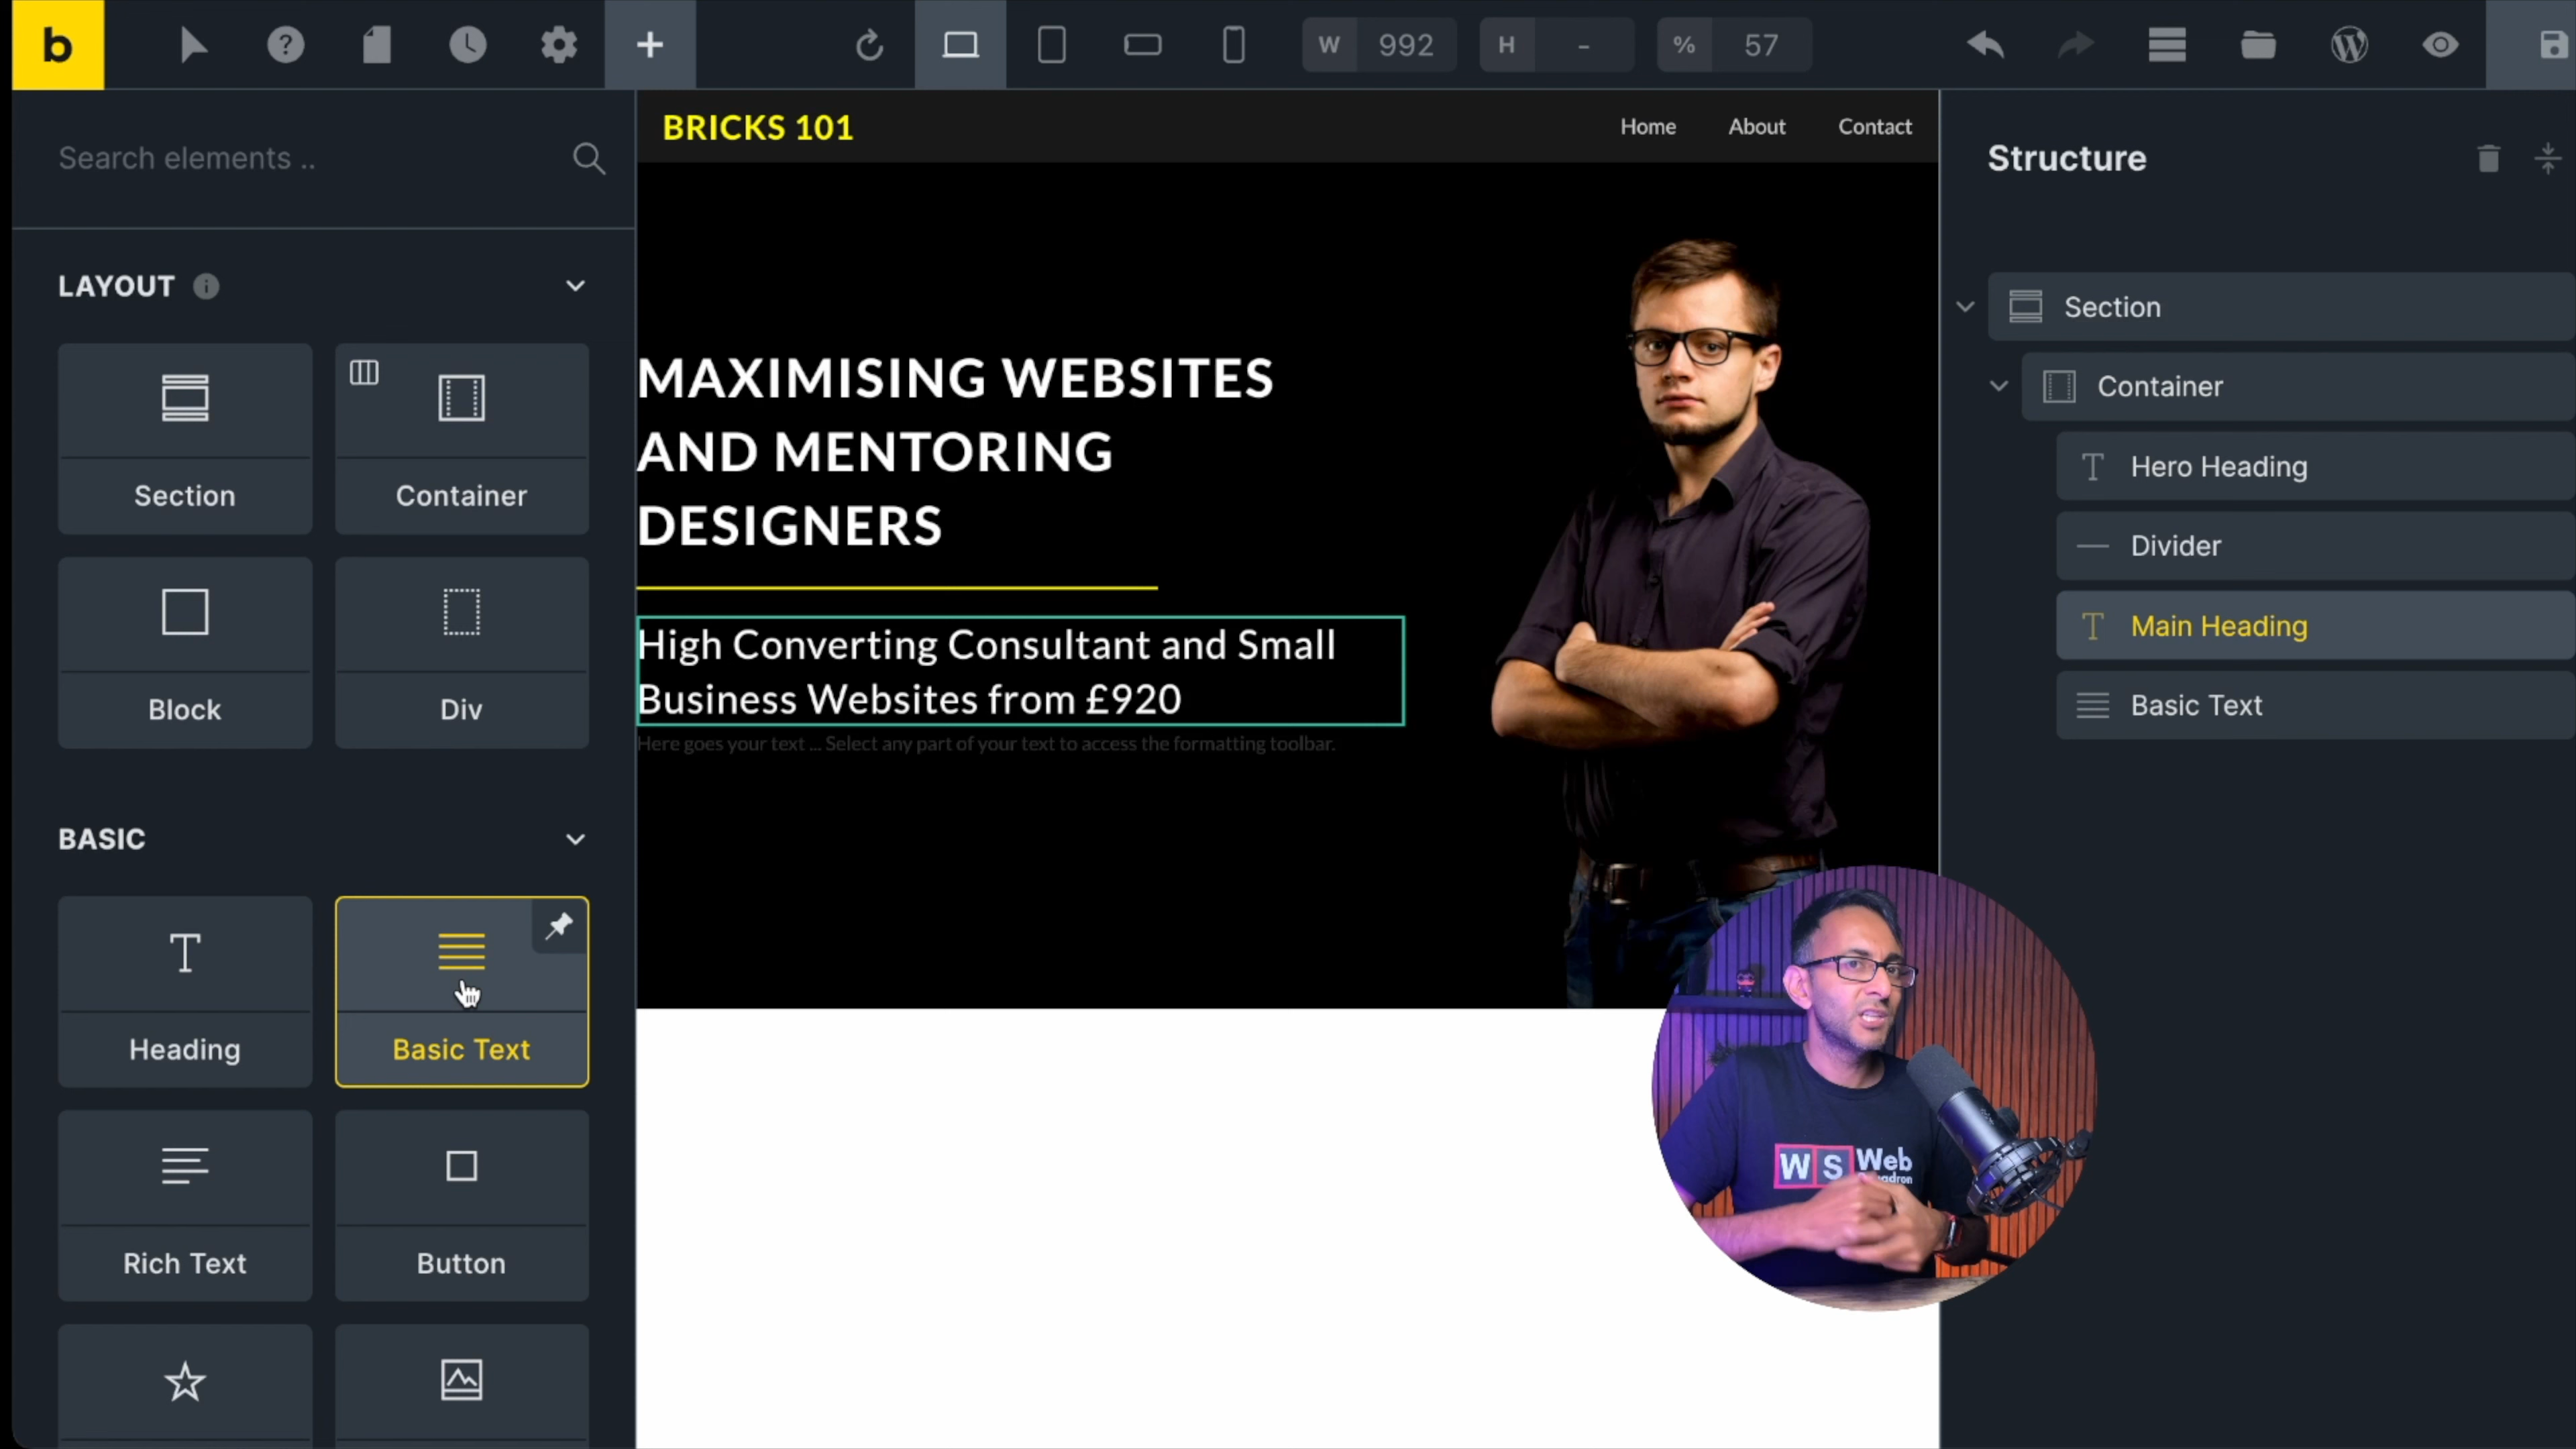 b
W 992 H - % 57
Search elements ..
LAYOUT
Section
Container
Block
Div
BASIC
Heading
Basic Text
Rich Text
Button
BRICKS 101
Home About Contact
MAXIMISING WEBSITES
AND MENTORING
DESIGNERS
High Converting Consultant and Small
Business Websites from £920
Here goes your text ... Select any part of your text to access the formatting toolbar.
W S Web
Structure
Section
Container
Hero Heading
Divider
Main Heading
Basic Text